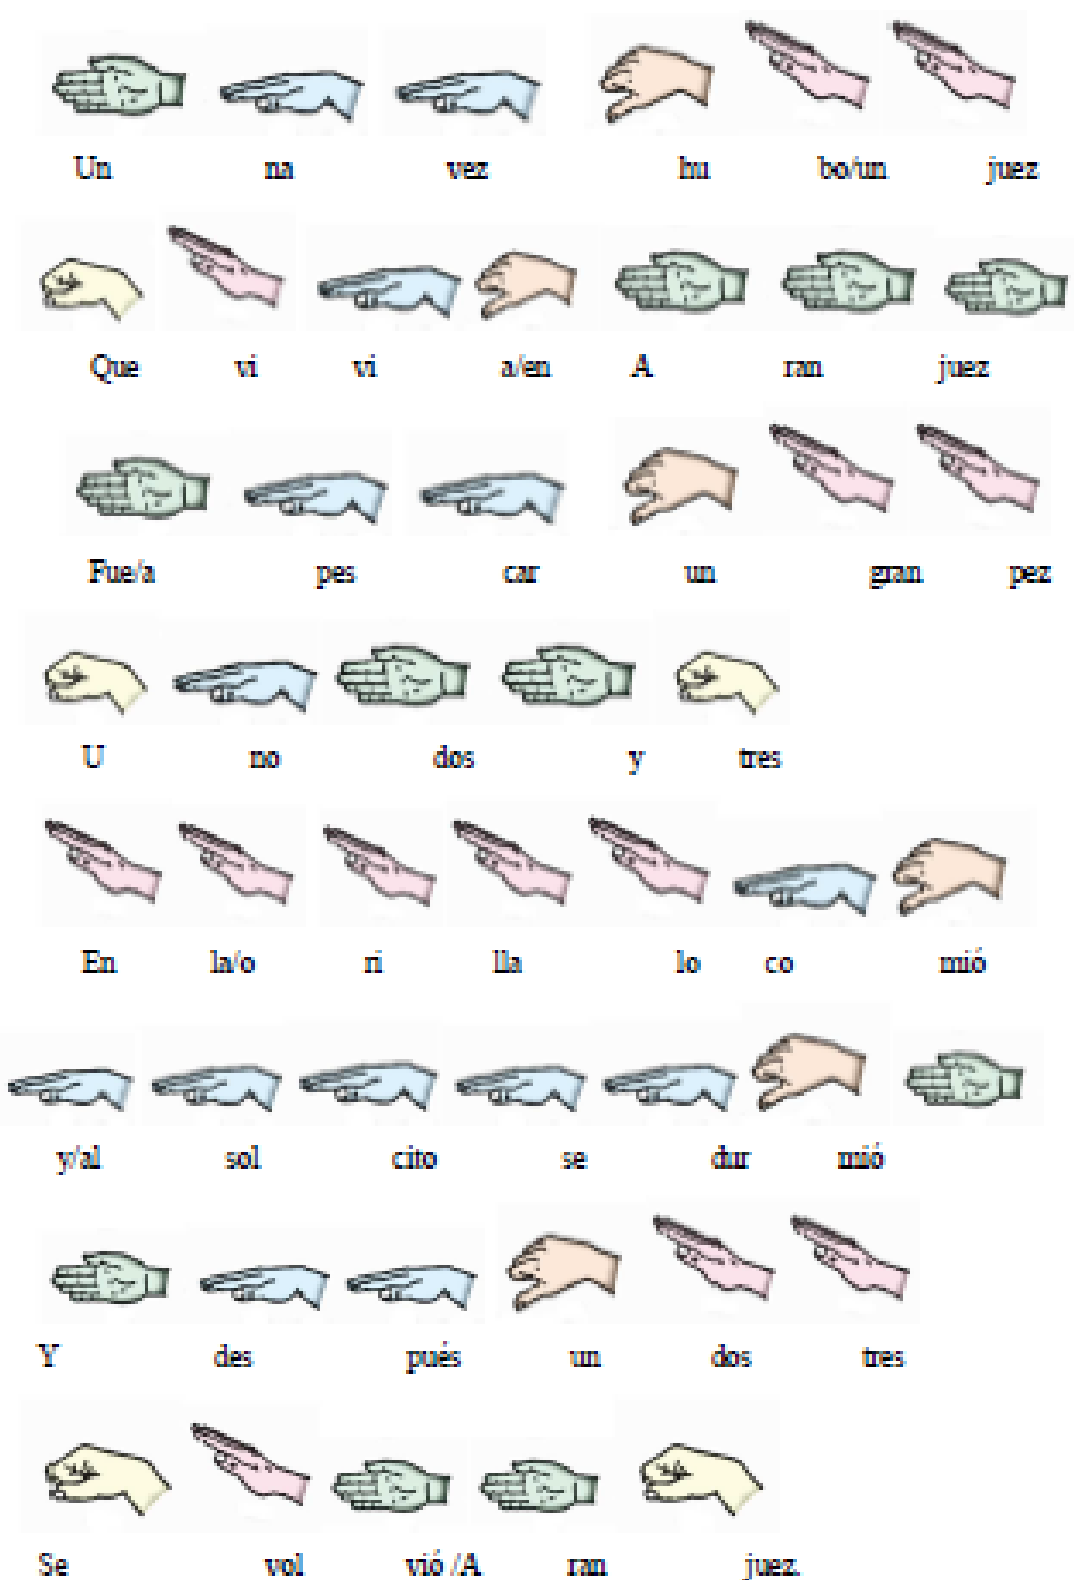 Un na vez hu bo/un juez
Que vi vi a/en A ran juez
Fue/a pes car un gran pez
U no dos y tres
En la/o ri lla lo co mió
y/al sol cito se dur mió
Y des pués un dos tres
Se vol vió /A ran juez.